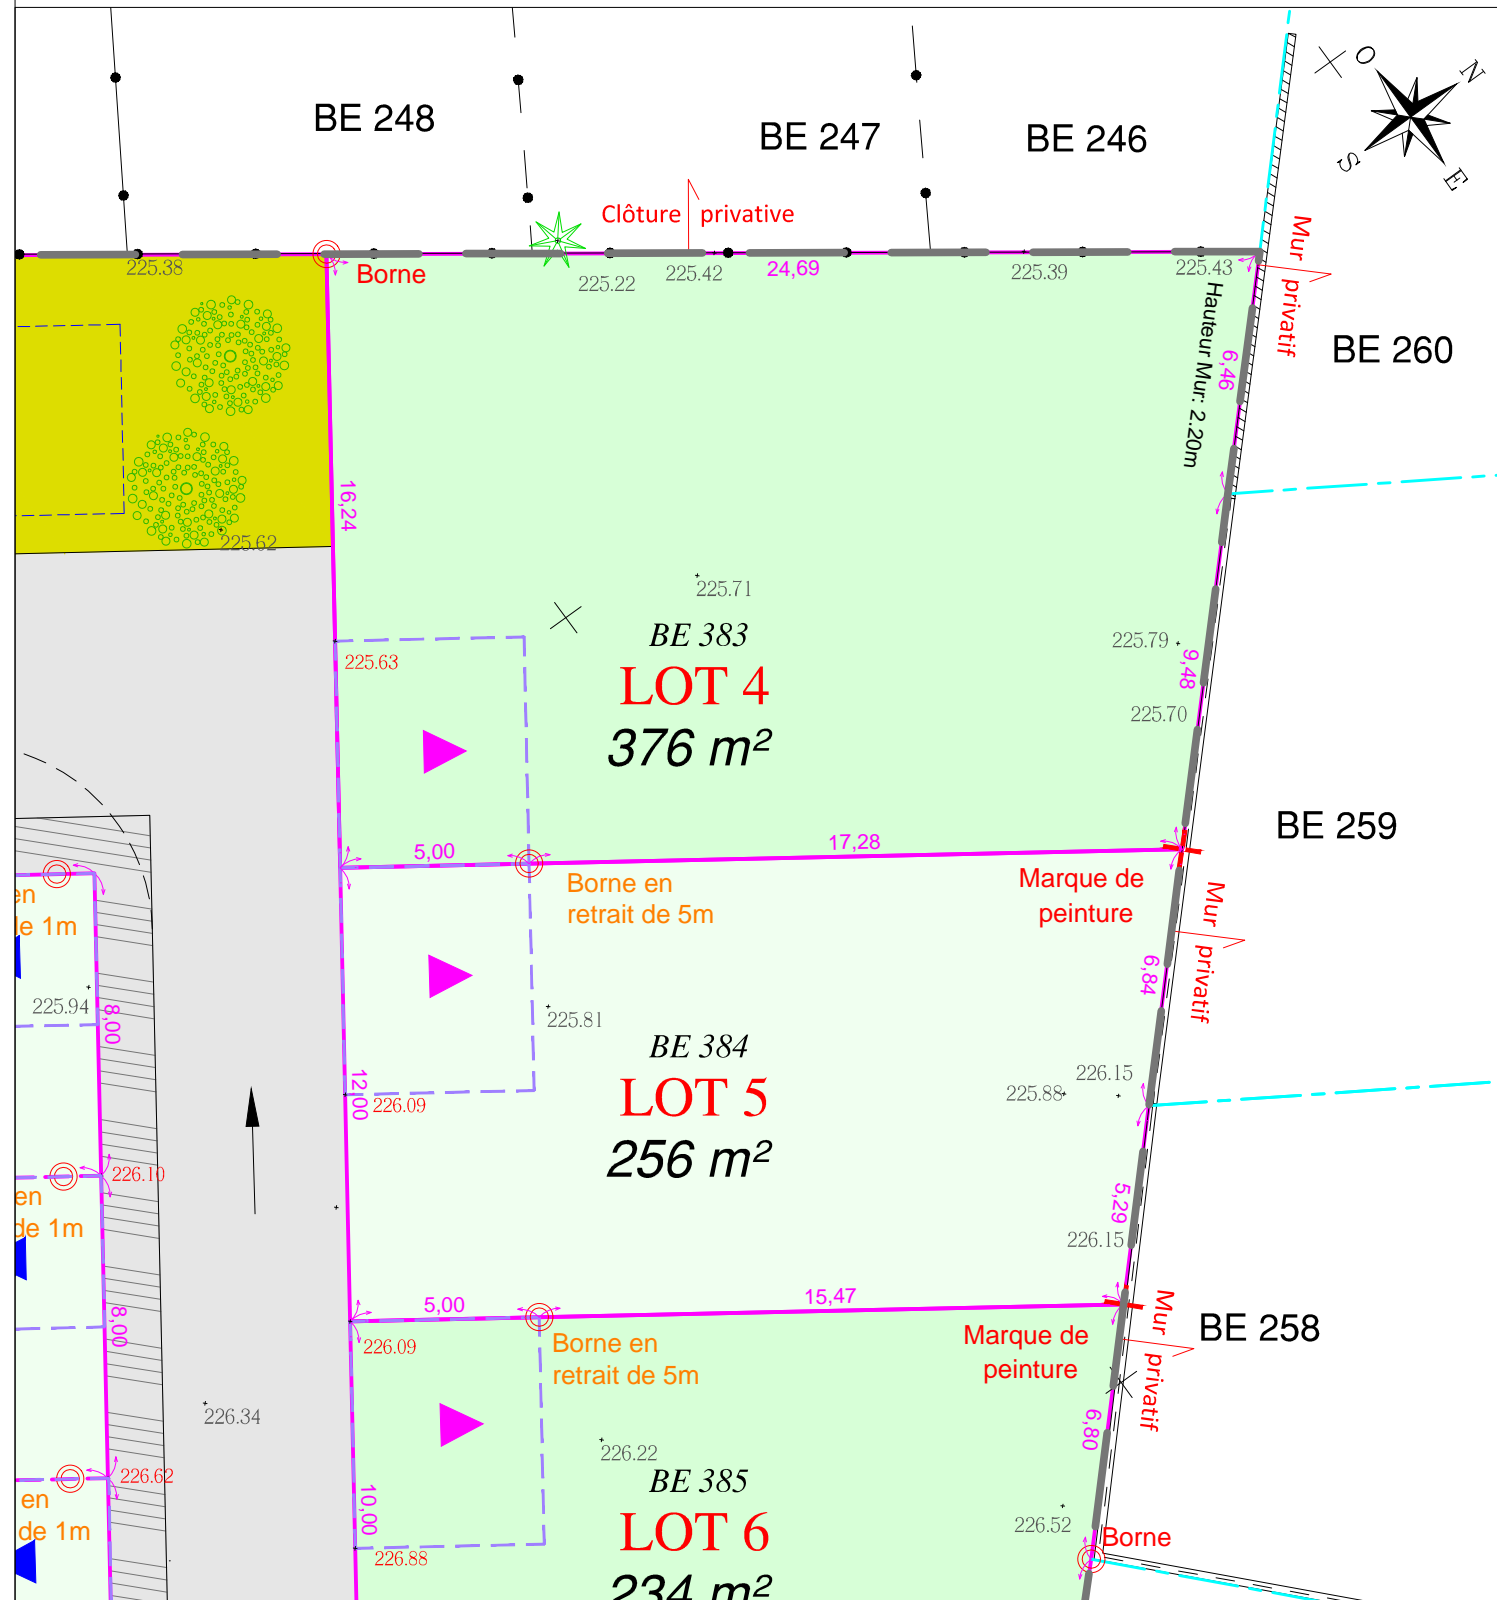 O
N
S
E
BE 248
BE 247
BE 246
Clôture privative
225.38
Borne
225.22
225.42
24,69
225.39
225.43
Mur privatif
Hauteur Mur: 2.20m
6,46
BE 260
16,24
225.62
225.71
BE 383
LOT 4
376 m²
225.63
225.79
9,48
225.70
BE 259
5,00
17,28
Borne en
retrait de 5m
Marque de
peinture
Mur privatif
en
de 1m
225.94
8,00
6,84
225.81
BE 384
LOT 5
256 m²
12,00
226.09
226.15
225.88
226.10
en
de 1m
5,29
226.15
8,00
5,00
15,47
226.09
Borne en
retrait de 5m
Marque de
peinture
Mur privatif
BE 258
226.34
6,80
226.22
BE 385
LOT 6
234 m²
226.62
en
de 1m
10,00
226.88
226.52
Borne